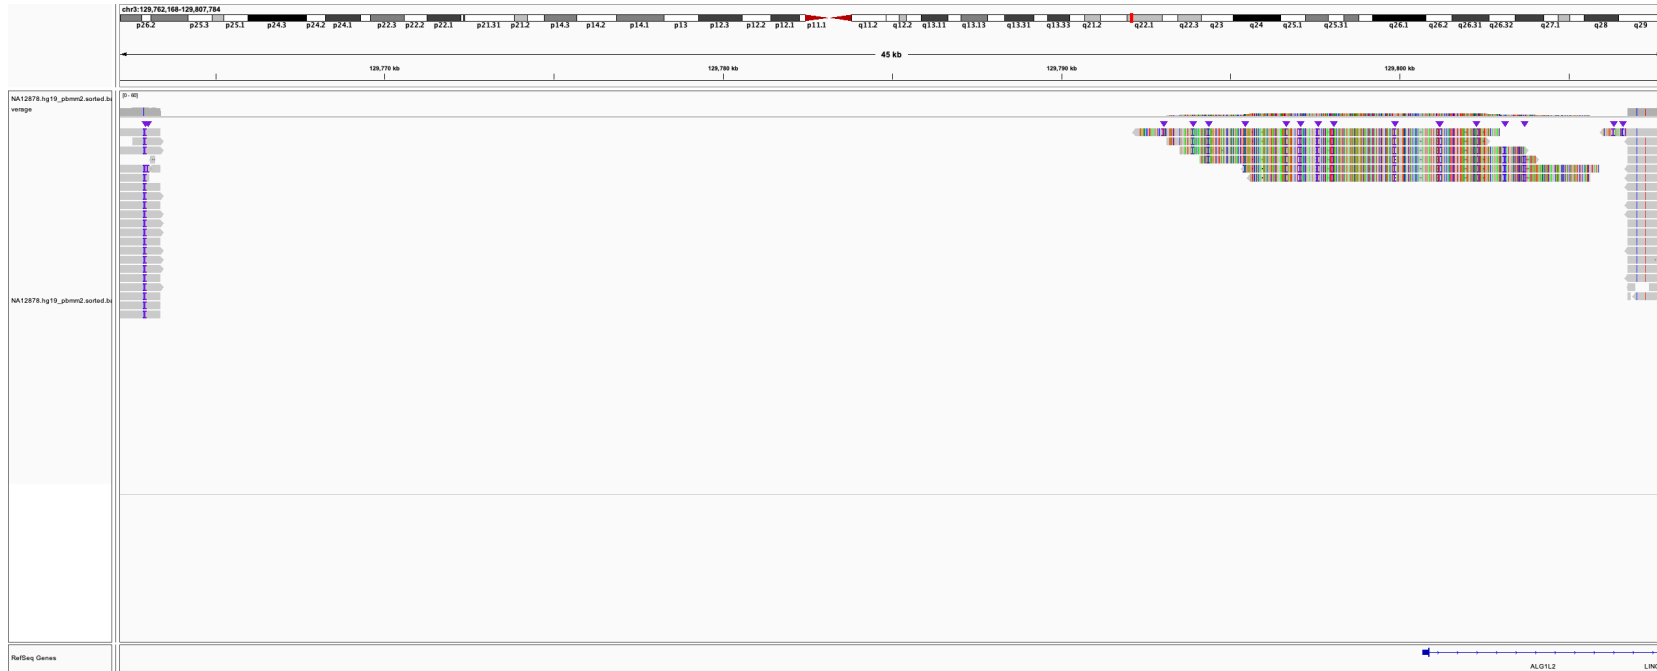 chr3:129,762,168-129,807,784
p26.2 p25.3 p25.1 p24.3 p24.2 p24.1 p22.3 p22.2 p22.1 p21.31 p21.2 p14.3 p14.2 p14.1 p13 p12.3 p12.2 p12.1 p11.1 q11.2 q12.2 q13.11 q13.13 q13.31 q13.33 q21.2 q22.1 q22.3 q23 q24 q25.1 q25.31 q26.1 q26.2 q26.31 q26.32 q27.1 q28 q29
45 kb
129,770 kb 129,780 kb 129,790 kb 129,800 kb
NA12878.hg19_pbmm2.sorted.ba
verage
[0 - 60]
NA12878.hg19_pbmm2.sorted.ba
RefSeq Genes
ALG1L2
LINC